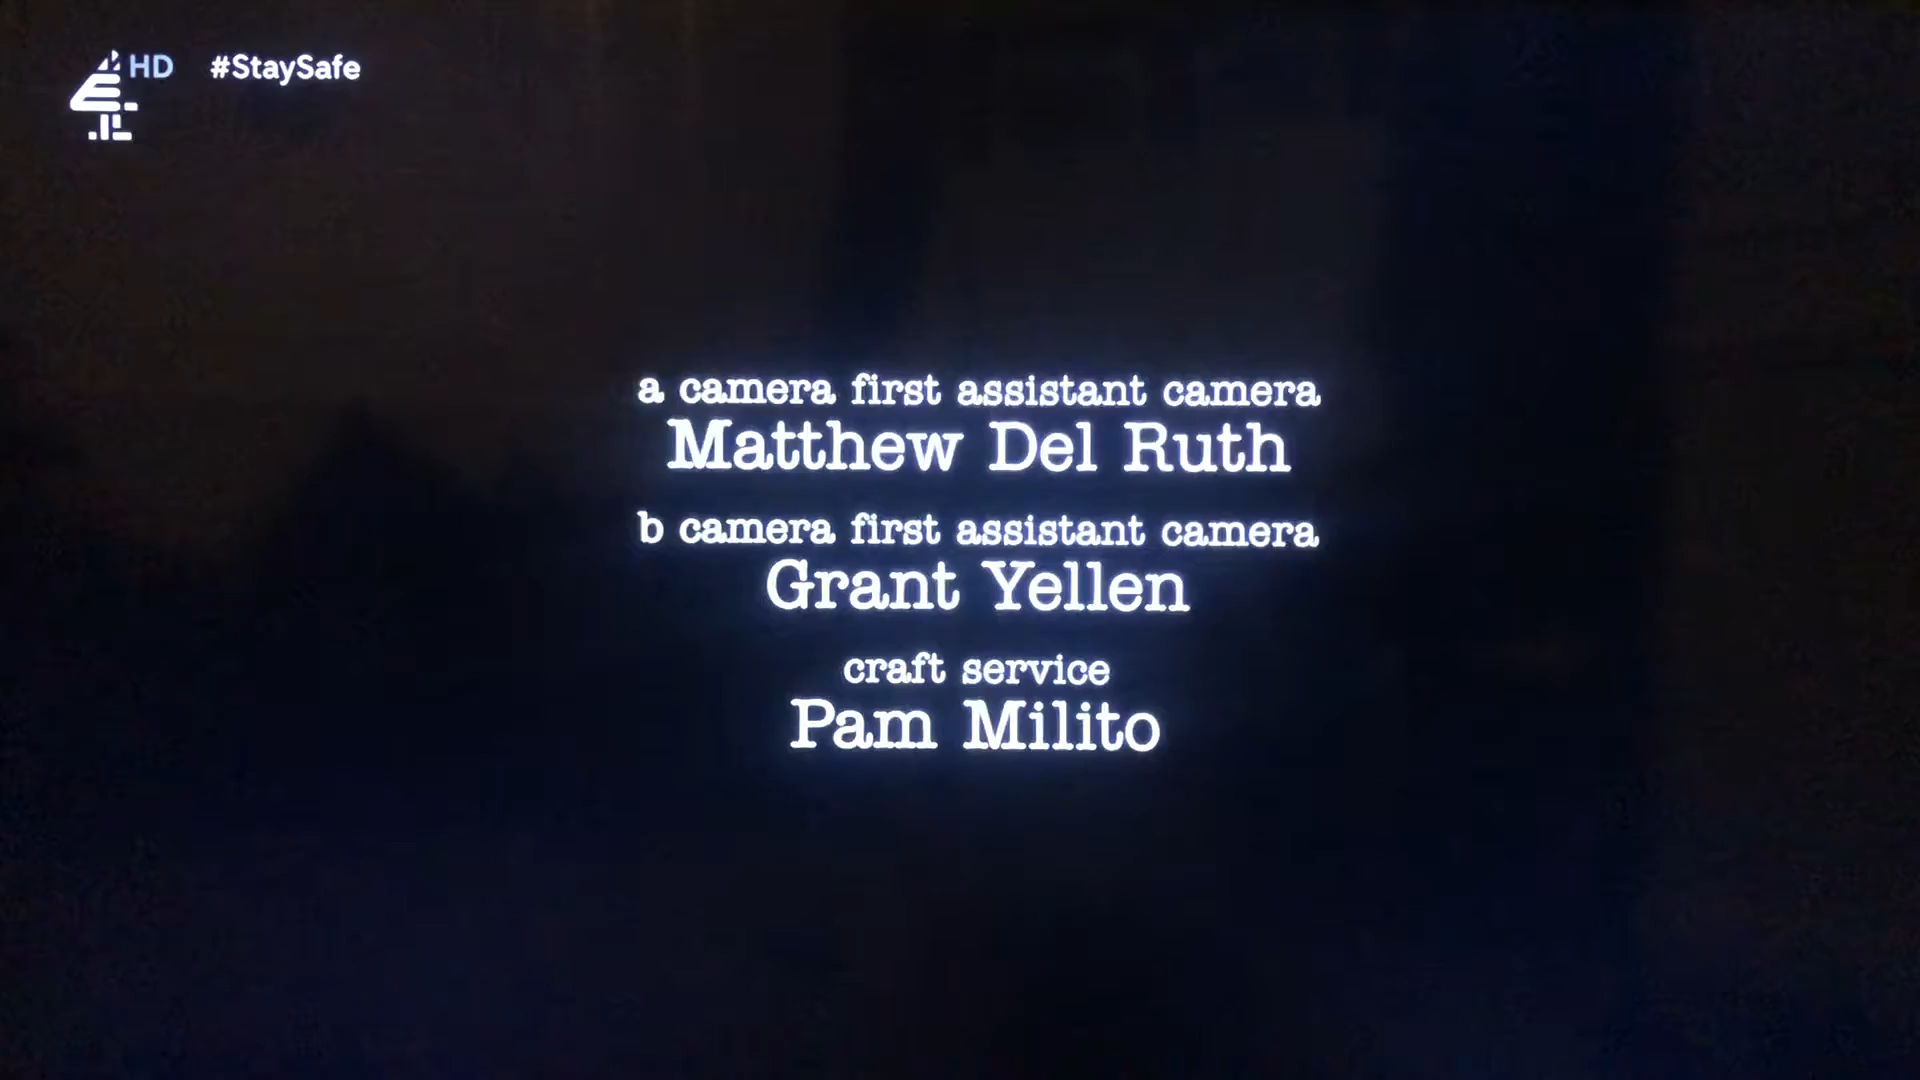 HD #StaySafe
a camera first assistant camera
Matthew Del Ruth
b camera first assistant camera
Grant Yellen
craft service
Pam Milito